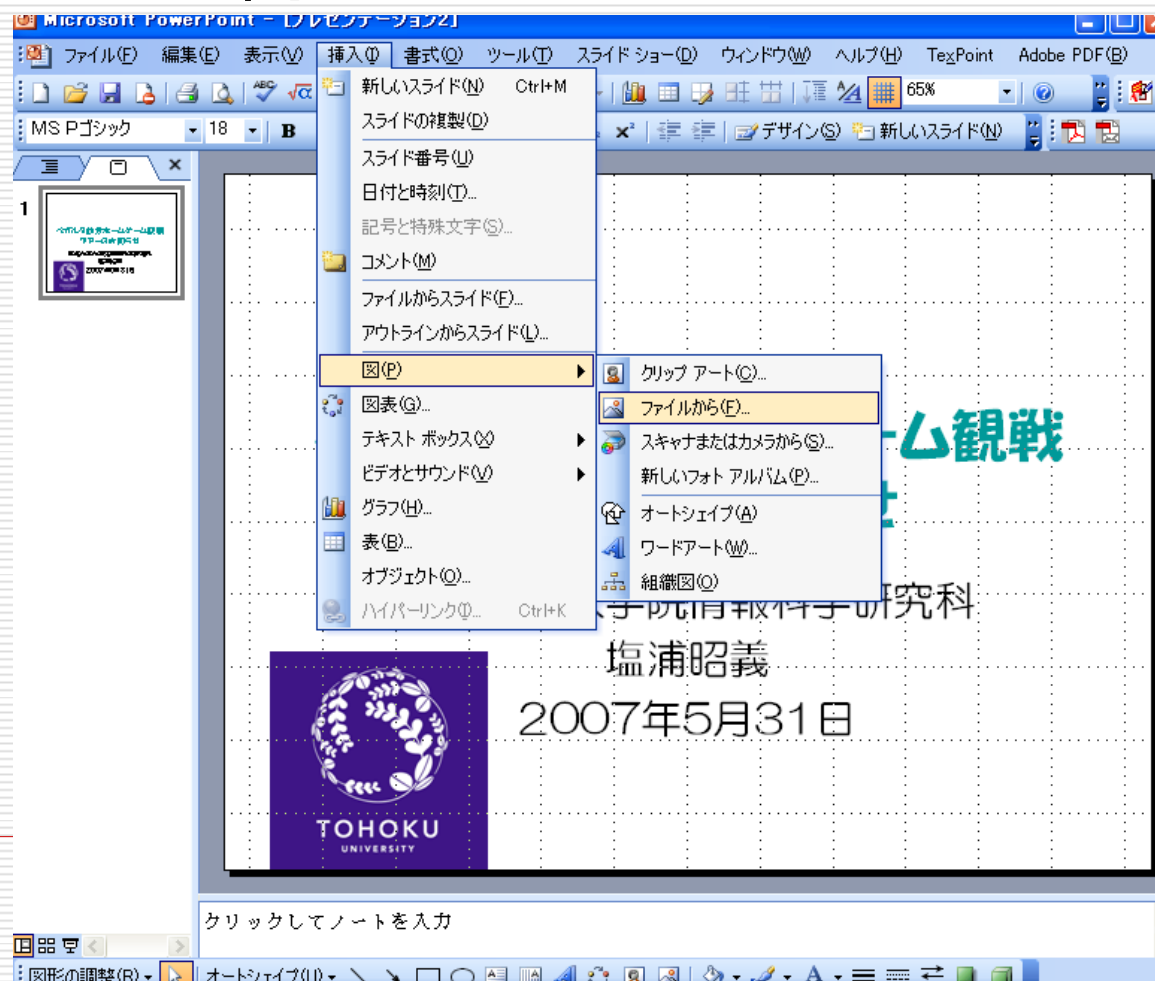 Microsoft PowerPoint - [プレゼンテーション2]
ファイル(F) 編集(E) 表示(V) 挿入(I) 書式(O) ツール(T) スライド ショー(D) ウィンドウ(W) ヘルプ(H) TexPoint Adobe PDF(B)
65%
MS Pゴシック 18 B デザイン(S) 新しいスライド(N)
1
新しいスライド(N) Ctrl+M
スライドの複製(D)
スライド番号(U)
日付と時刻(T)...
記号と特殊文字(S)...
コメント(M)
ファイルからスライド(F)...
アウトラインからスライド(L)...
図(P)
図表(G)...
テキスト ボックス(X)
ビデオとサウンド(V)
グラフ(H)...
表(B)...
オブジェクト(O)...
ハイパーリンク(I)... Ctrl+K
クリップ アート(C)...
ファイルから(F)...
スキャナまたはカメラから(S)...
新しいフォト アルバム(P)...
オートシェイプ(A)
ワードアート(W)...
組織図(O)
ム観戦
せ
学院情報科学研究科
塩浦昭義
2007年5月31日
TOHOKU
UNIVERSITY
クリックしてノートを入力
図形の調整(R) オートシェイプ(U)